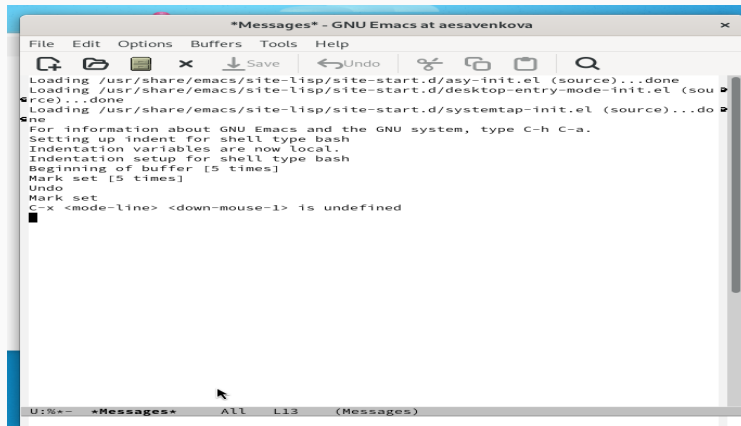 *Messages* - GNU Emacs at aesavenkova
File Edit Options Buffers Tools Help
Save Undo
Loading /usr/share/emacs/site-lisp/site-start.d/asy-init.el (source)...done
Loading /usr/share/emacs/site-lisp/site-start.d/desktop-entry-mode-init.el (sou
rce)...done
Loading /usr/share/emacs/site-lisp/site-start.d/systemtap-init.el (source)...do
ne
For information about GNU Emacs and the GNU system, type C-h C-a.
Setting up indent for shell type bash
Indentation variables are now local.
Indentation setup for shell type bash
Beginning of buffer [5 times]
Mark set [5 times]
Undo
Mark set
C-x <mode-line> <down-mouse-1> is undefined
U:%*- *Messages* All L13 (Messages)